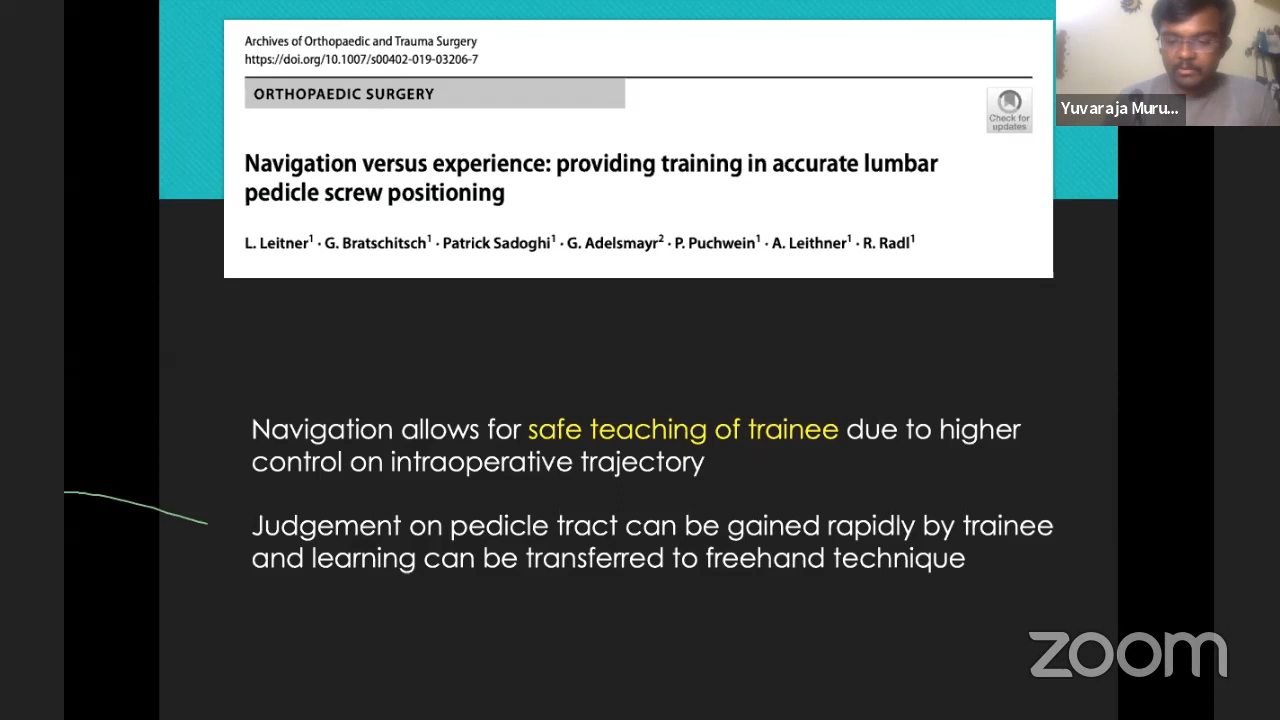 Archives of Orthopaedic and Trauma Surgery
https://doi.org/10.1007/s00402-019-03206-7
ORTHOPAEDIC SURGERY
Check for
updates
Navigation versus experience: providing training in accurate lumbar
pedicle screw positioning
L. Leitner1 · G. Bratschitsch1 · Patrick Sadoghi1 · G. Adelsmayr2 · P. Puchwein1 · A. Leithner1 · R. Radl1
Yuvaraja Muru...
Navigation allows for safe teaching of trainee due to higher
control on intraoperative trajectory
Judgement on pedicle tract can be gained rapidly by trainee
and learning can be transferred to freehand technique
zoom